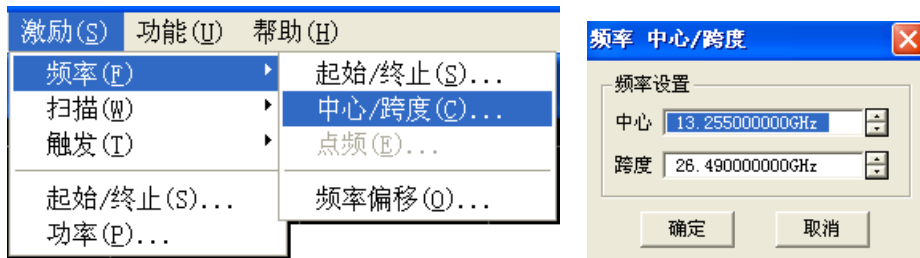 激励(S) 功能(U) 帮助(H)
频率(F)
扫描(W)
触发(T)
起始/终止(S)...
功率(P)...
起始/终止(S)...
中心/跨度(C)...
点频(E)...
频率偏移(O)...
频率 中心/跨度
频率设置
中心 13.255000000GHz
跨度 26.490000000GHz
确定 取消